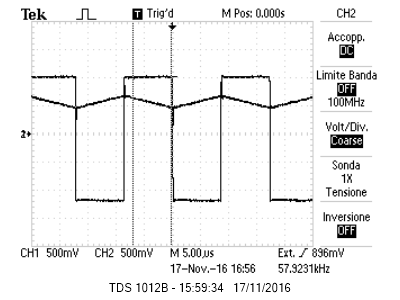 Tek T Trig'd M Pos: 0.000s CH2
Accopp.
DC
Limite Banda
OFF
100MHz
Volt/Div.
Coarse
Sonda
1X
Tensione
Inversione
OFF
2
CH1 500mV CH2 500mV M 5.00µs Ext. / 896mV
17-Nov.-16 16:56 57.9231kHz
TDS 1012B - 15:59:34 17/11/2016